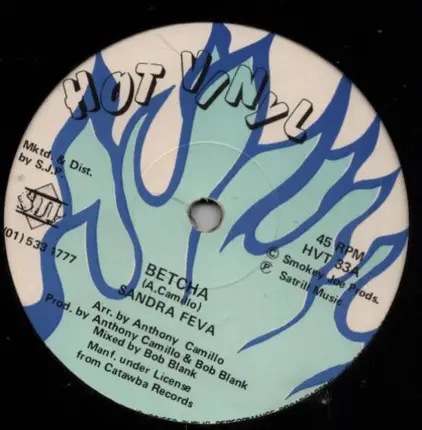 HOT VINYL
Mktd. & Dist.
by S.J.P.
(01) 533 1777
45 RPM
HVT 33A
© Smokey Joe Prods.
℗ Satrill Music
BETCHA
(A.Camillo)
SANDRA FEVA
Arr. by Anthony Camillo
Prod. by Anthony Camillo & Bob Blank
Mixed by Bob Blank
Manf. under License
from Catawba Records